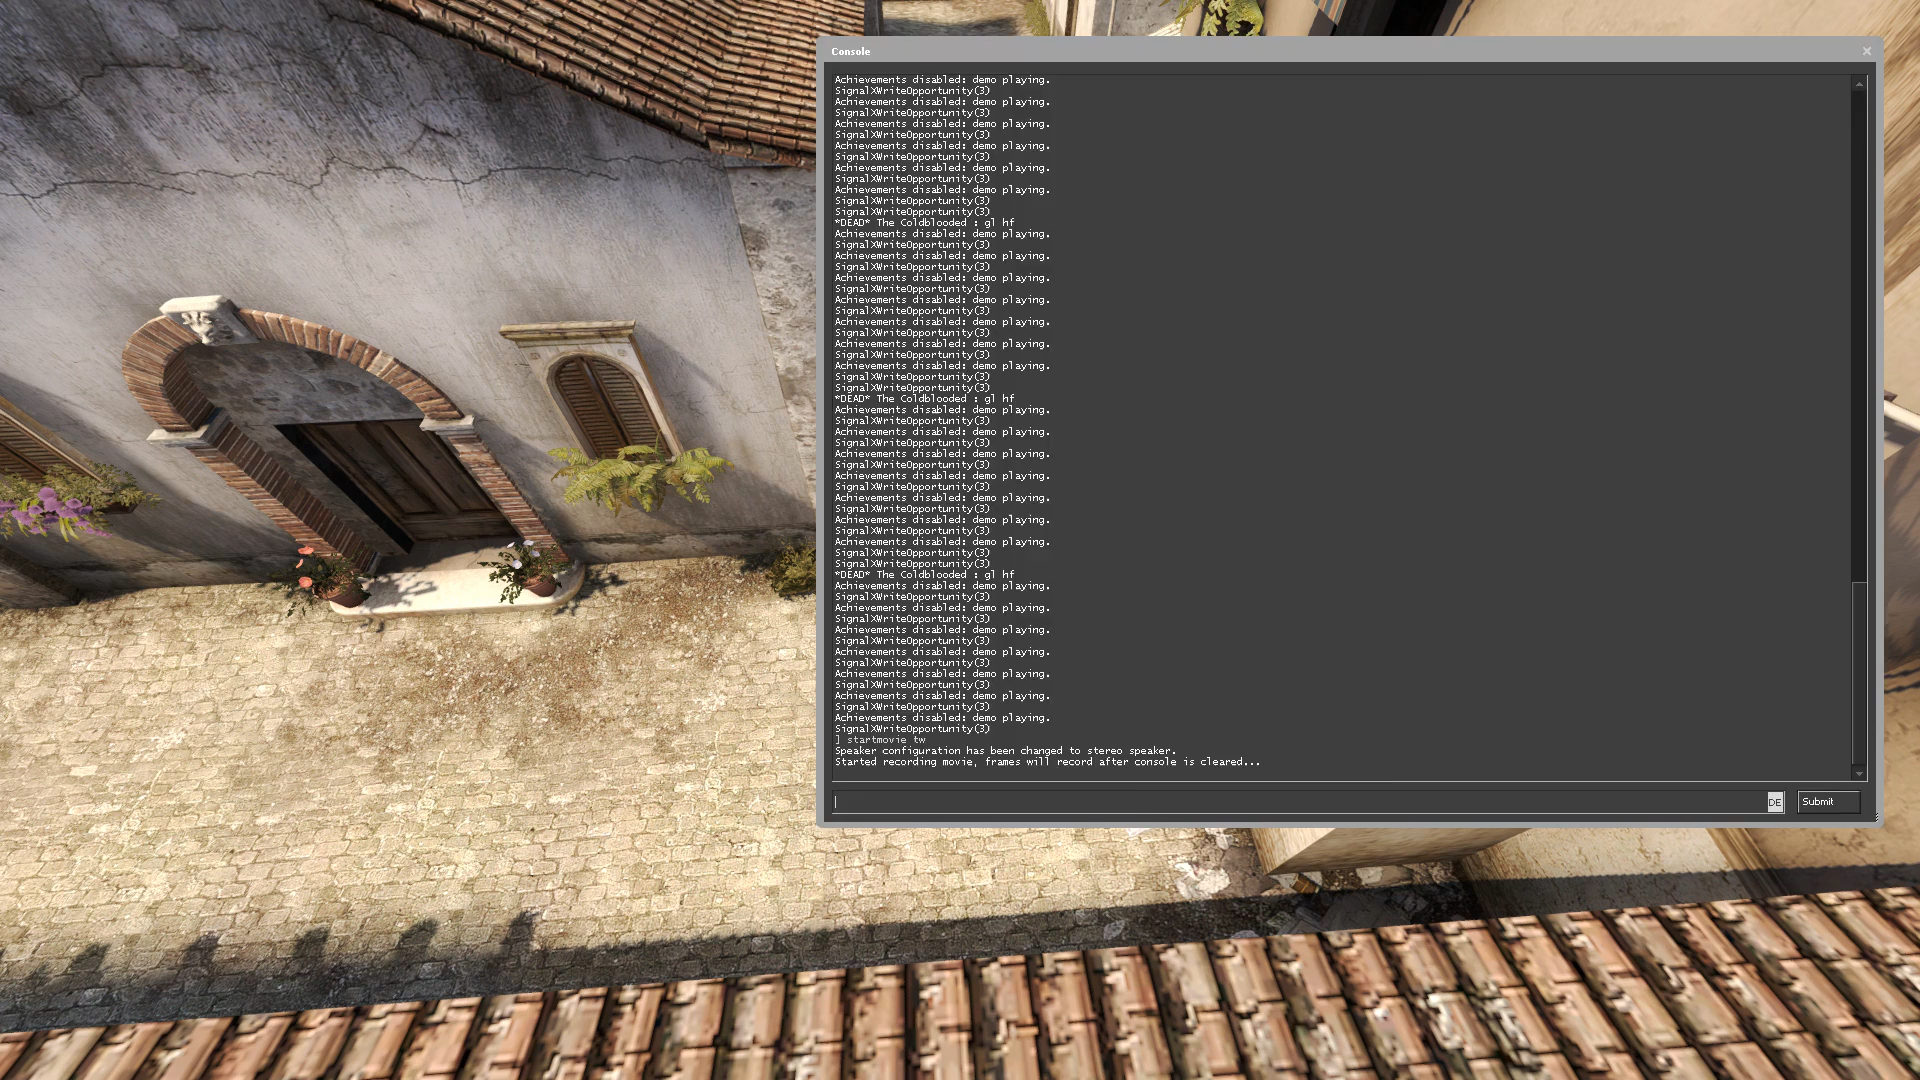 Console
Achievements disabled: demo playing.
SignalXWriteOpportunity(3)
Achievements disabled: demo playing.
SignalXWriteOpportunity(3)
Achievements disabled: demo playing.
SignalXWriteOpportunity(3)
Achievements disabled: demo playing.
SignalXWriteOpportunity(3)
Achievements disabled: demo playing.
SignalXWriteOpportunity(3)
Achievements disabled: demo playing.
SignalXWriteOpportunity(3)
SignalXWriteOpportunity(3)
*DEAD* The Coldblooded : gl hf
Achievements disabled: demo playing.
SignalXWriteOpportunity(3)
Achievements disabled: demo playing.
SignalXWriteOpportunity(3)
Achievements disabled: demo playing.
SignalXWriteOpportunity(3)
Achievements disabled: demo playing.
SignalXWriteOpportunity(3)
Achievements disabled: demo playing.
SignalXWriteOpportunity(3)
Achievements disabled: demo playing.
SignalXWriteOpportunity(3)
Achievements disabled: demo playing.
SignalXWriteOpportunity(3)
SignalXWriteOpportunity(3)
*DEAD* The Coldblooded : gl hf
Achievements disabled: demo playing.
SignalXWriteOpportunity(3)
Achievements disabled: demo playing.
SignalXWriteOpportunity(3)
Achievements disabled: demo playing.
SignalXWriteOpportunity(3)
Achievements disabled: demo playing.
SignalXWriteOpportunity(3)
Achievements disabled: demo playing.
SignalXWriteOpportunity(3)
Achievements disabled: demo playing.
SignalXWriteOpportunity(3)
Achievements disabled: demo playing.
SignalXWriteOpportunity(3)
SignalXWriteOpportunity(3)
*DEAD* The Coldblooded : gl hf
Achievements disabled: demo playing.
SignalXWriteOpportunity(3)
Achievements disabled: demo playing.
SignalXWriteOpportunity(3)
Achievements disabled: demo playing.
SignalXWriteOpportunity(3)
Achievements disabled: demo playing.
SignalXWriteOpportunity(3)
Achievements disabled: demo playing.
SignalXWriteOpportunity(3)
Achievements disabled: demo playing.
SignalXWriteOpportunity(3)
Achievements disabled: demo playing.
SignalXWriteOpportunity(3)
] startmovie tw
Speaker configuration has been changed to stereo speaker.
Started recording movie, frames will record after console is cleared...
DE
Submit